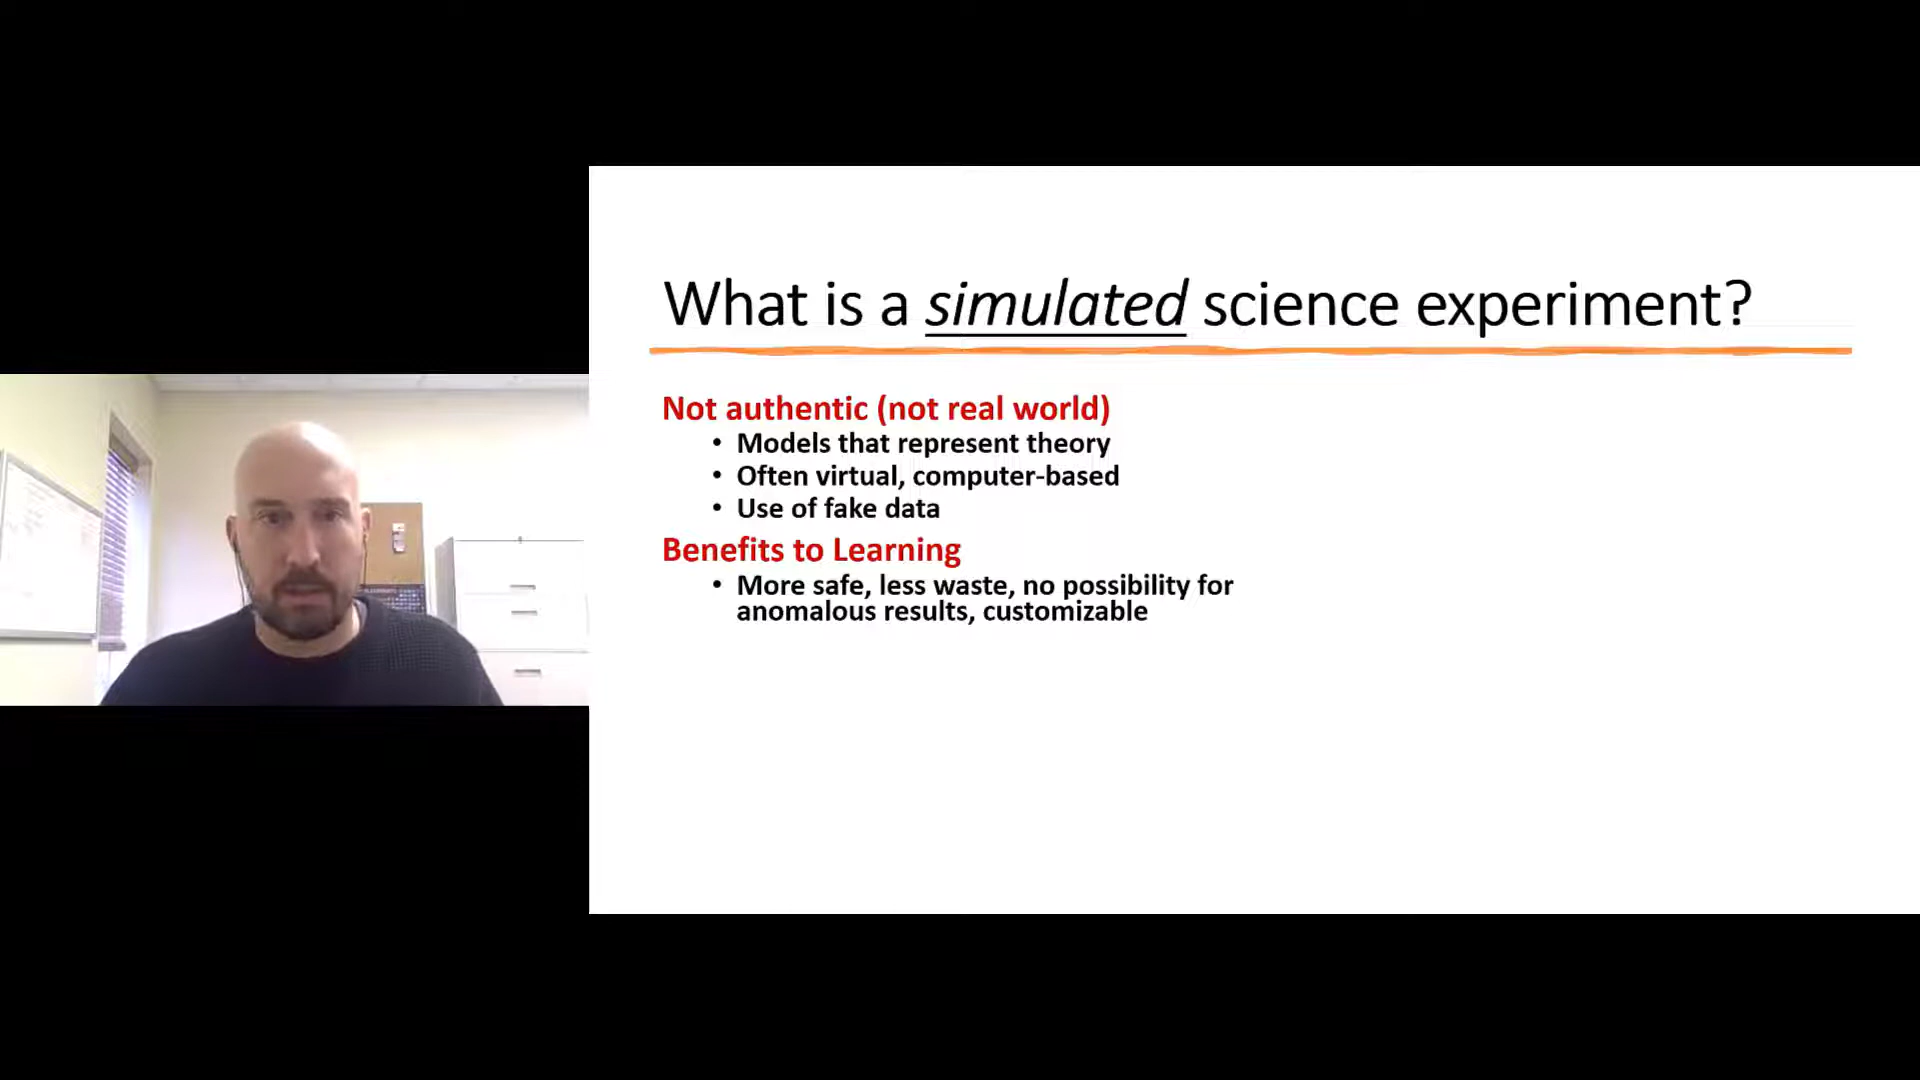 What is a simulated science experiment?
Not authentic (not real world)
• Models that represent theory
• Often virtual, computer-based
• Use of fake data
Benefits to Learning
• More safe, less waste, no possibility for
anomalous results, customizable